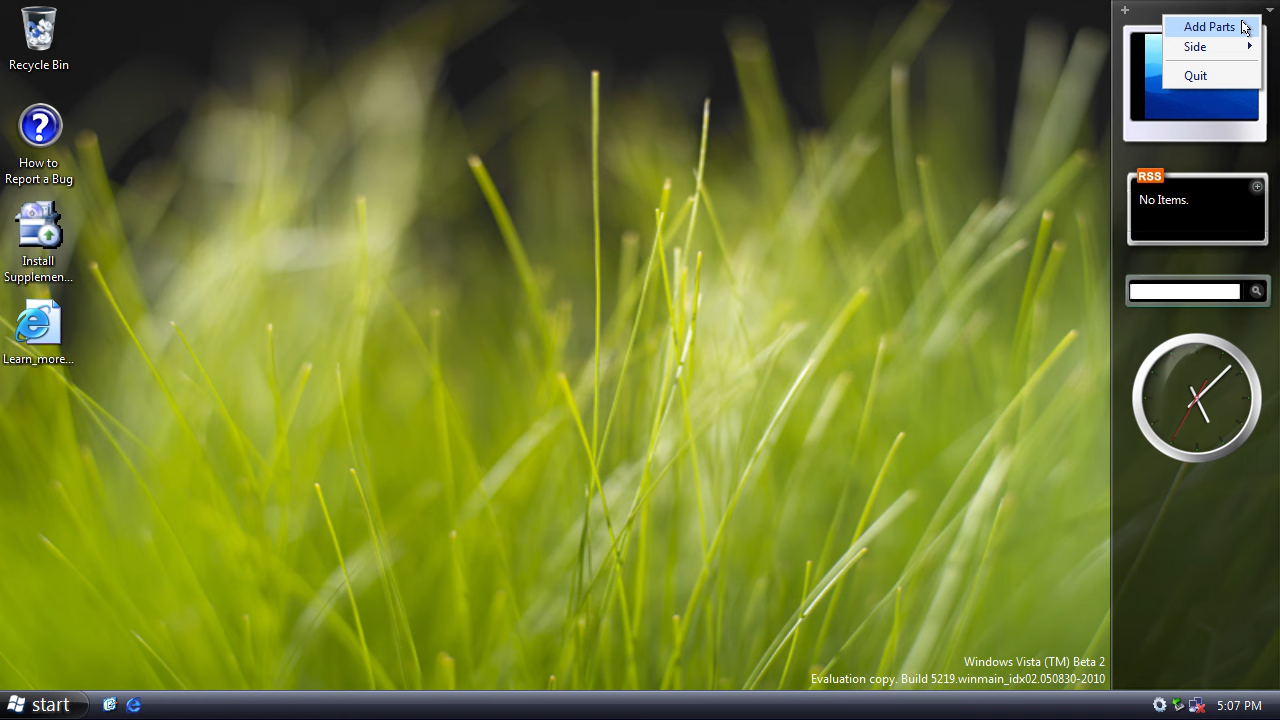 Recycle Bin
How to
Report a Bug
Install
Supplemen...
Learn_more...
Add Parts
Side
Quit
RSS
No Items.
Windows Vista (TM) Beta 2
Evaluation copy. Build 5219.winmain_idx02.050830-2010
start
5:07 PM